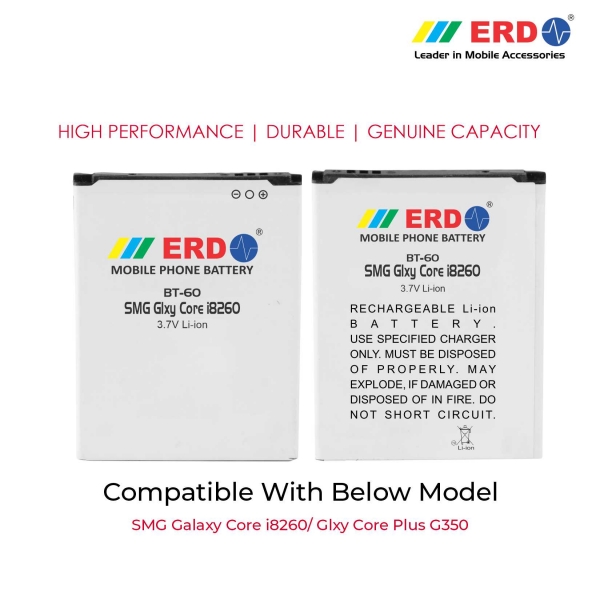 ERD®
Leader in Mobile Accessories
HIGH PERFORMANCE | DURABLE | GENUINE CAPACITY
ERD®
MOBILE PHONE BATTERY
BT-60
SMG Glxy Core i8260
3.7V Li-ion
ERD®
MOBILE PHONE BATTERY
BT-60
SMG Glxy Core i8260
3.7V Li-ion
RECHARGEABLE Li-ion
BATTERY.
USE SPECIFIED CHARGER
ONLY. MUST BE DISPOSED
OF PROPERLY. MAY
EXPLODE, IF DAMAGED OR
DISPOSED OF IN FIRE. DO
NOT SHORT CIRCUIT.
Li-ion
Compatible With Below Model
SMG Galaxy Core i8260/ Glxy Core Plus G350